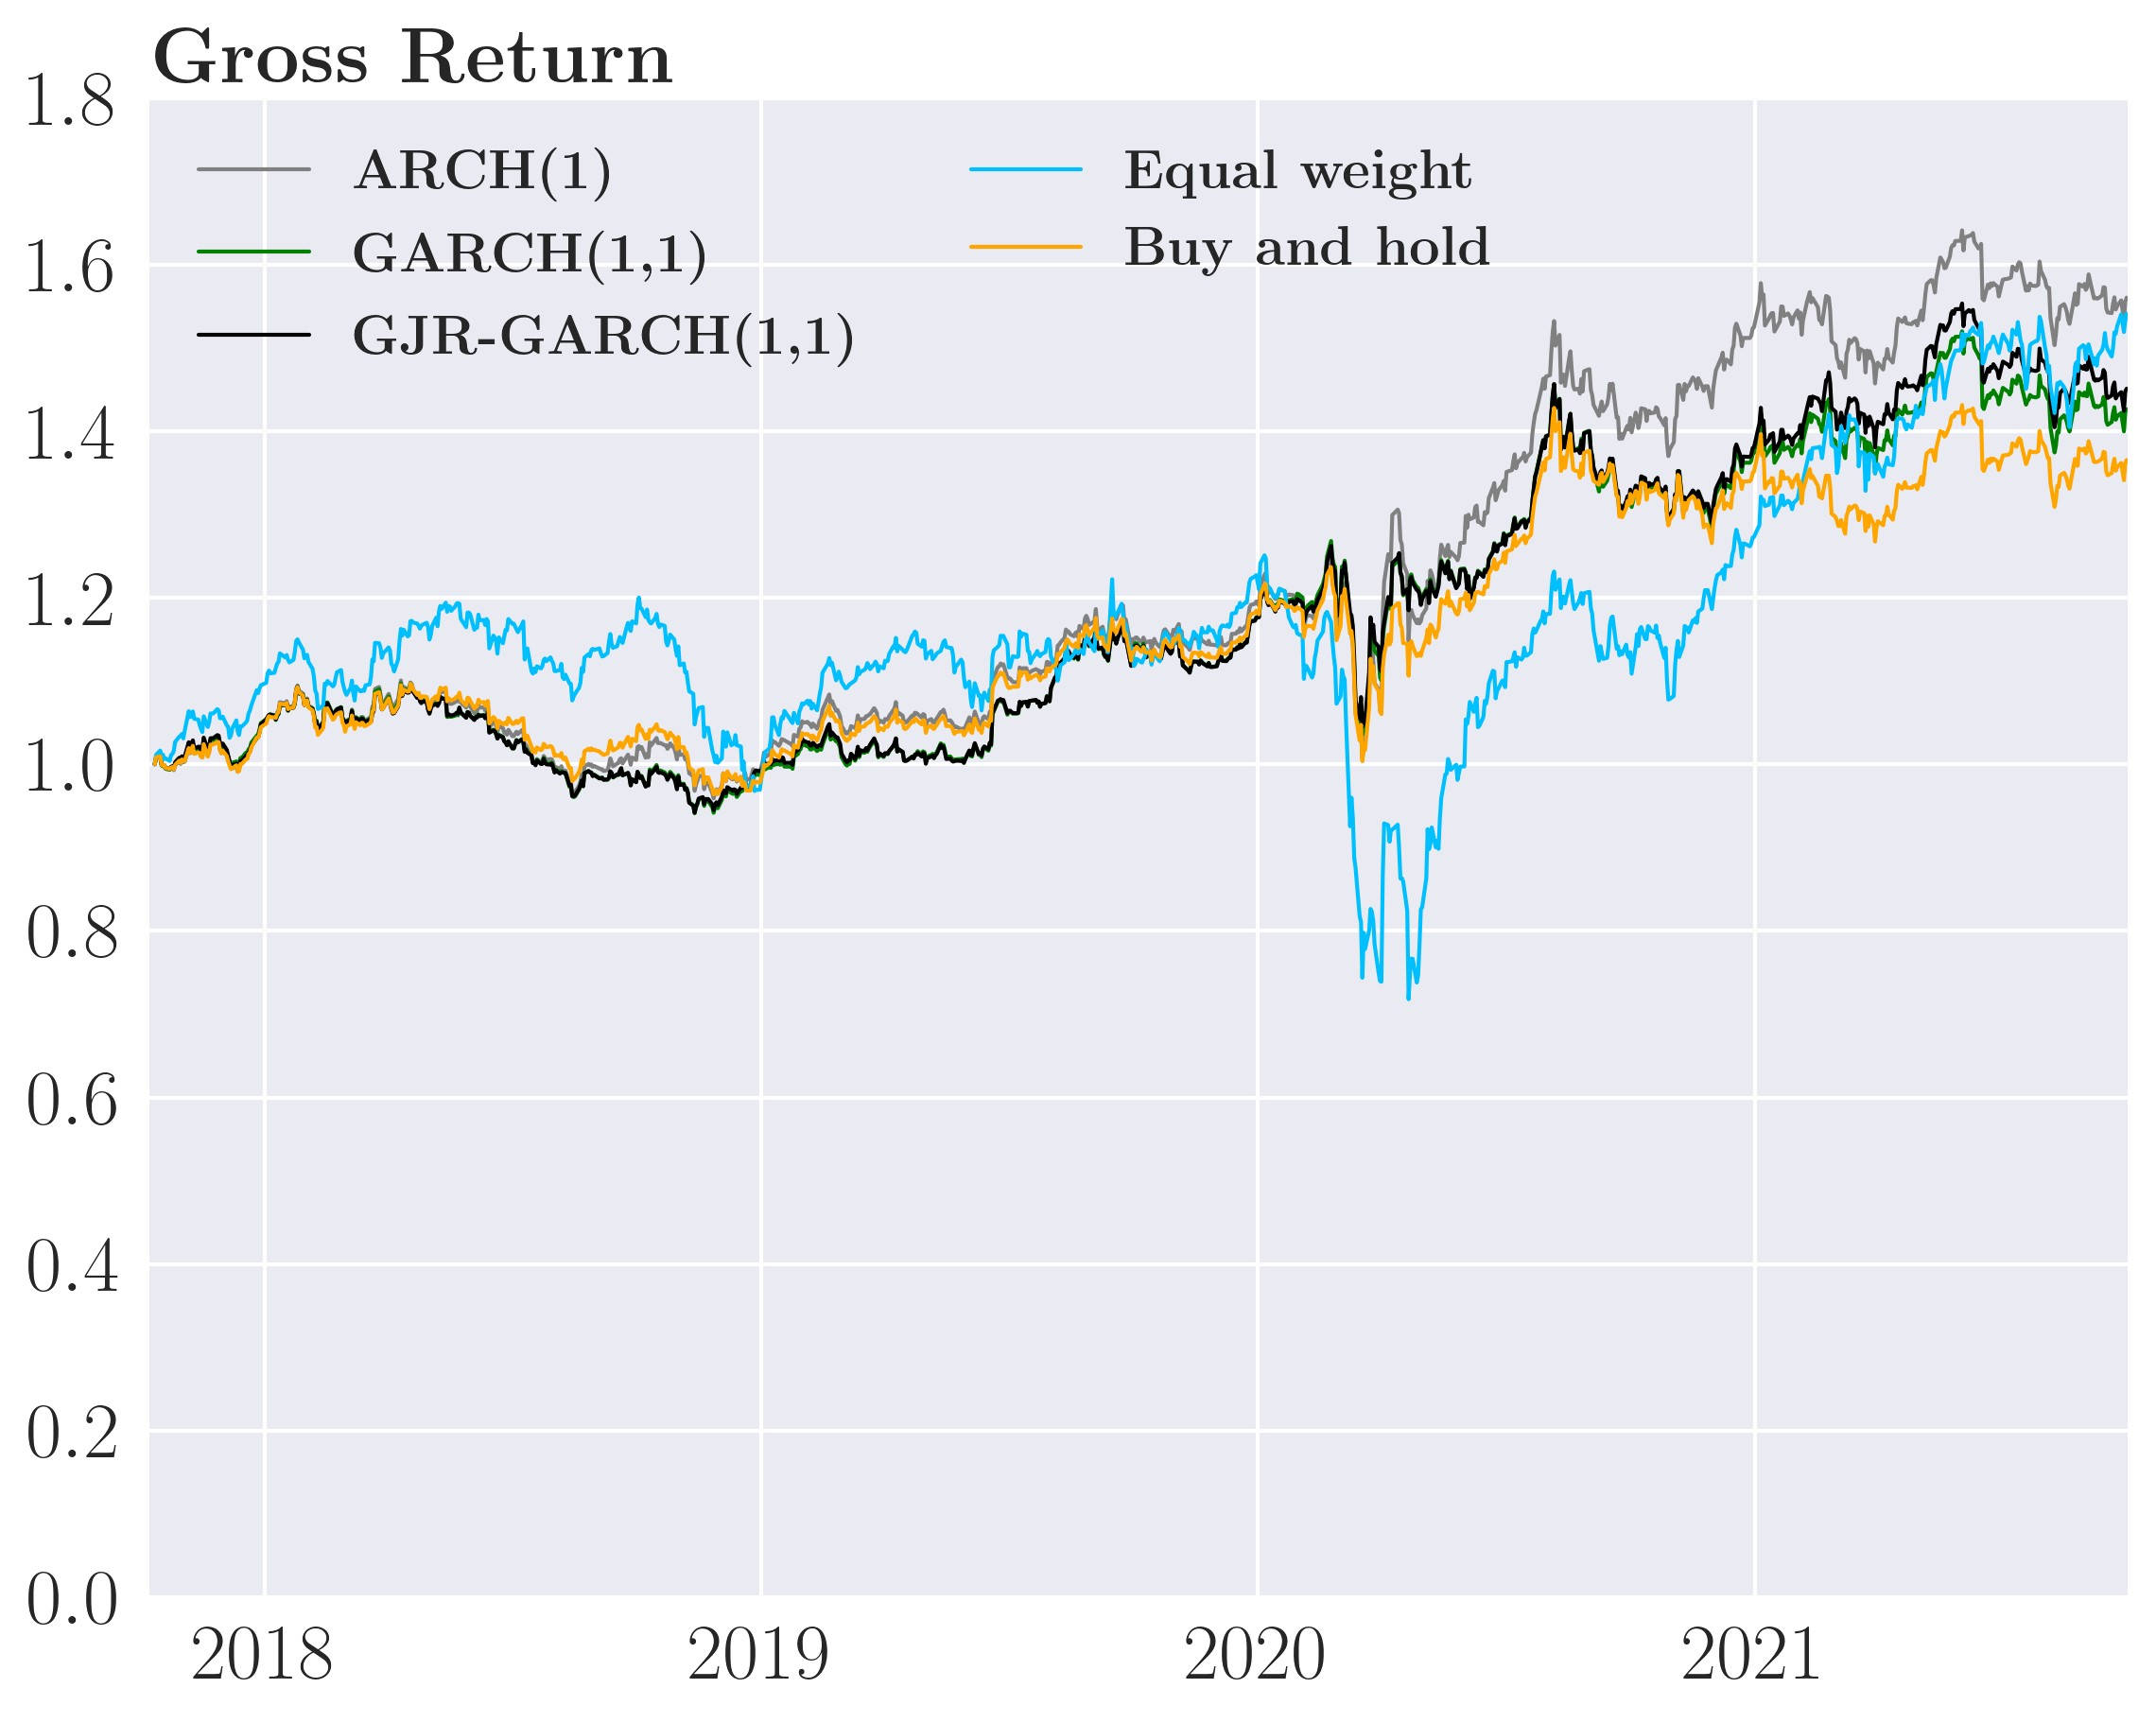 Gross Return
1.8
1.6
1.4
1.2
1.0
0.8
0.6
0.4
0.2
0.0
ARCH(1)
GARCH(1,1)
GJR-GARCH(1,1)
Equal weight
Buy and hold
2018 2019 2020 2021